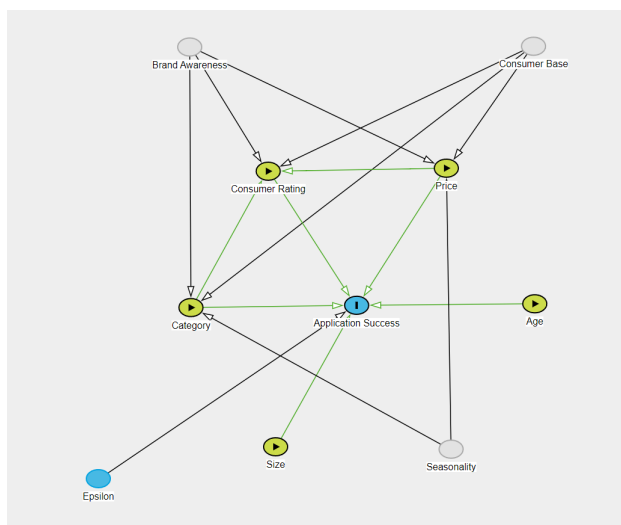 Brand Awareness
Consumer Base
Consumer Rating
Price
Category
Application Success
Age
Size
Seasonality
Epsilon